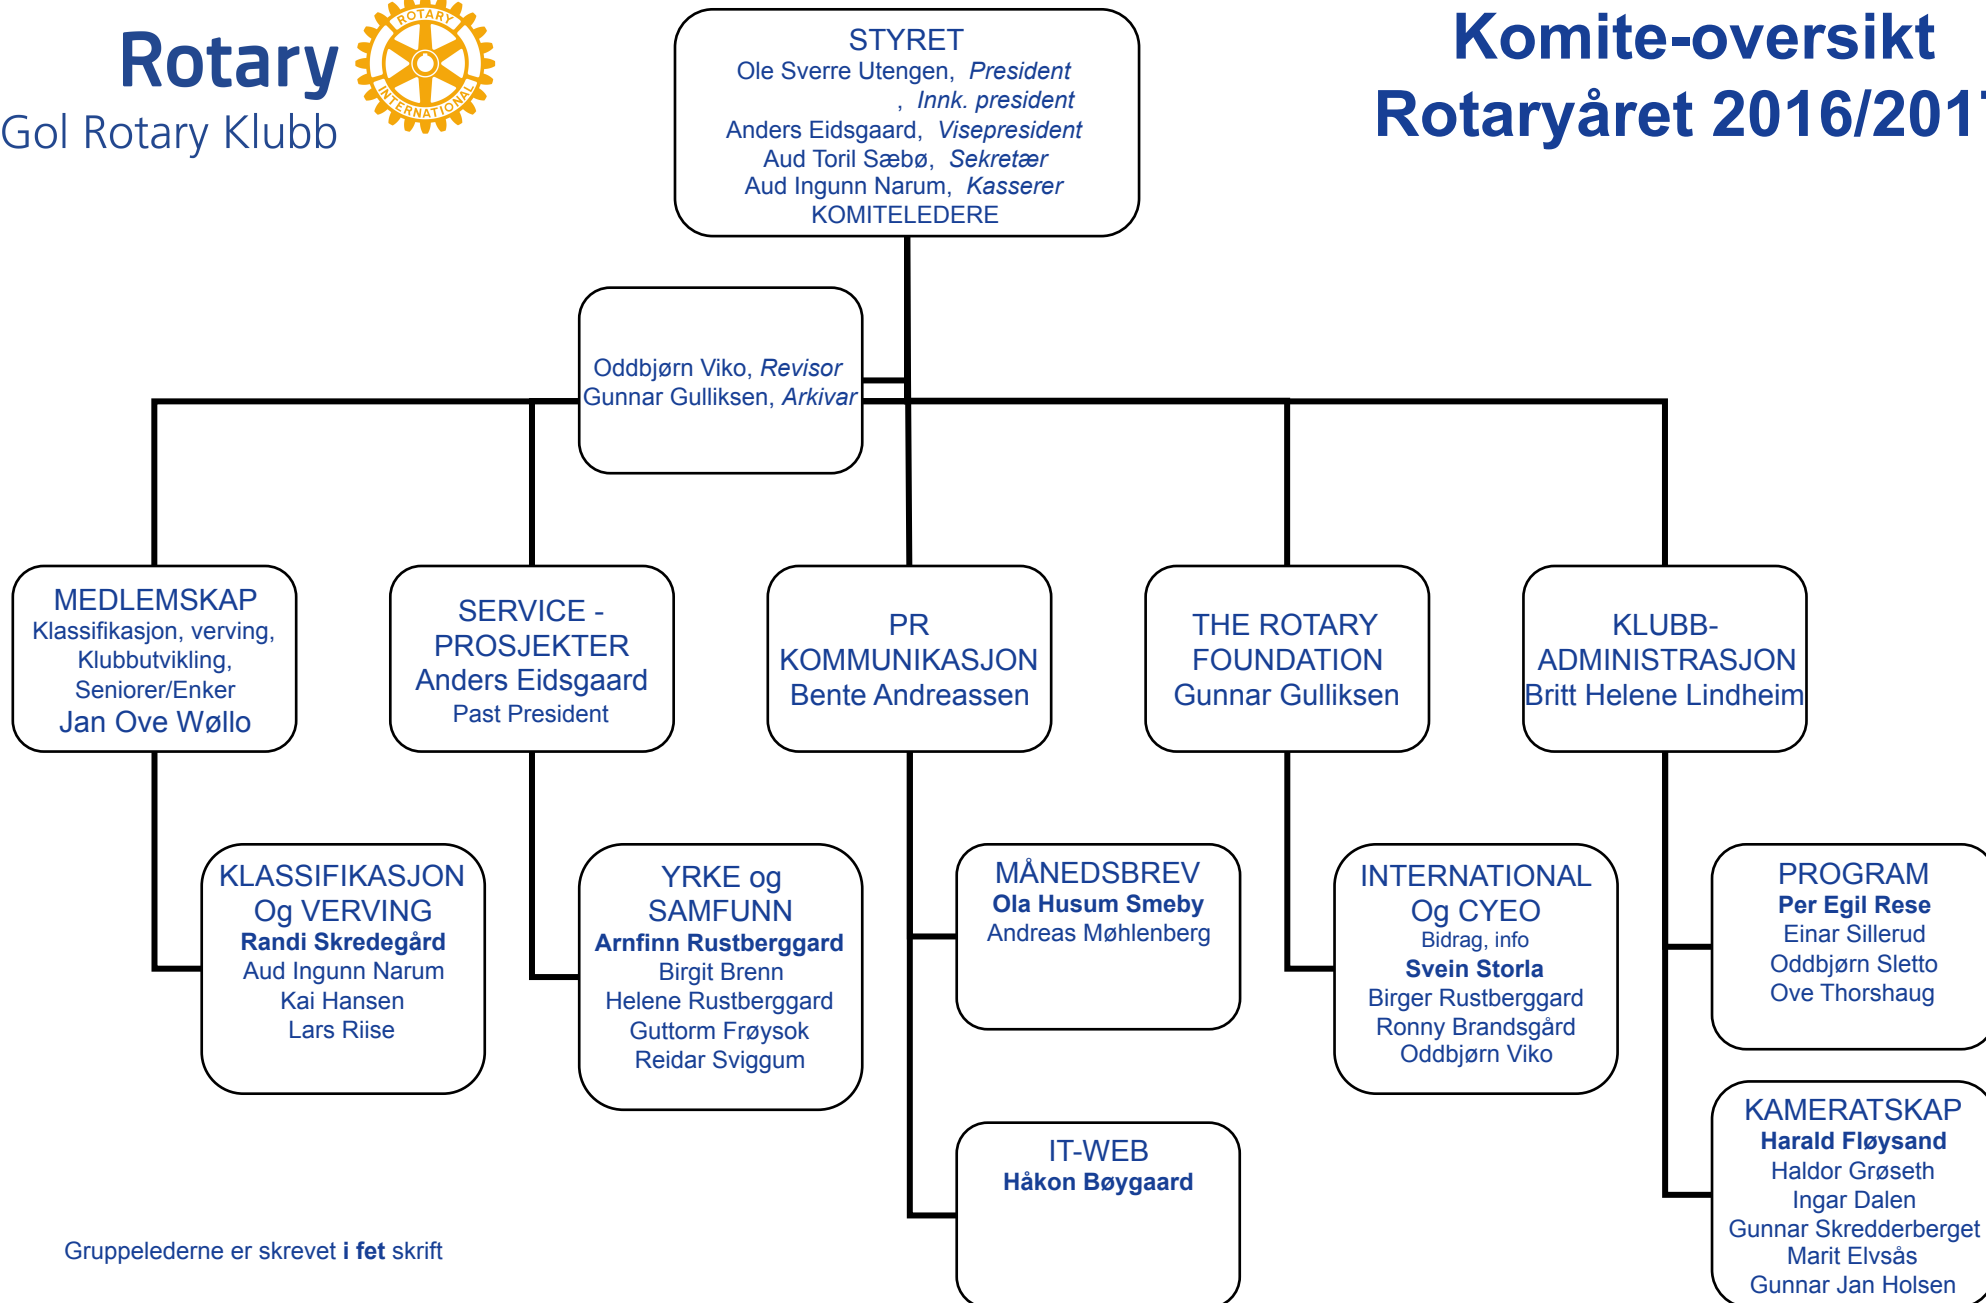 Rotary
ROTARY
INTERNATIONAL
Gol Rotary Klubb
Komite-oversikt
Rotaryåret 2016/2017
STYRET
Ole Sverre Utengen, President
, Innk. president
Anders Eidsgaard, Visepresident
Aud Toril Sæbø, Sekretær
Aud Ingunn Narum, Kasserer
KOMITELEDERE
Oddbjørn Viko, Revisor
Gunnar Gulliksen, Arkivar
MEDLEMSKAP
Klassifikasjon, verving,
Klubbutvikling,
Seniorer/Enker
Jan Ove Wøllo
SERVICE -
PROSJEKTER
Anders Eidsgaard
Past President
PR
KOMMUNIKASJON
Bente Andreassen
THE ROTARY
FOUNDATION
Gunnar Gulliksen
KLUBB-
ADMINISTRASJON
Britt Helene Lindheim
KLASSIFIKASJON
Og VERVING
Randi Skredegård
Aud Ingunn Narum
Kai Hansen
Lars Riise
YRKE og
SAMFUNN
Arnfinn Rustberggard
Birgit Brenn
Helene Rustberggard
Guttorm Frøysok
Reidar Sviggum
MÅNEDSBREV
Ola Husum Smeby
Andreas Møhlenberg
INTERNATIONAL
Og CYEO
Bidrag, info
Svein Storla
Birger Rustberggard
Ronny Brandsgård
Oddbjørn Viko
PROGRAM
Per Egil Rese
Einar Sillerud
Oddbjørn Sletto
Ove Thorshaug
IT-WEB
Håkon Bøygaard
KAMERATSKAP
Harald Fløysand
Haldor Grøseth
Ingar Dalen
Gunnar Skredderberget
Marit Elvsås
Gunnar Jan Holsen
Gruppelederne er skrevet i fet skrift